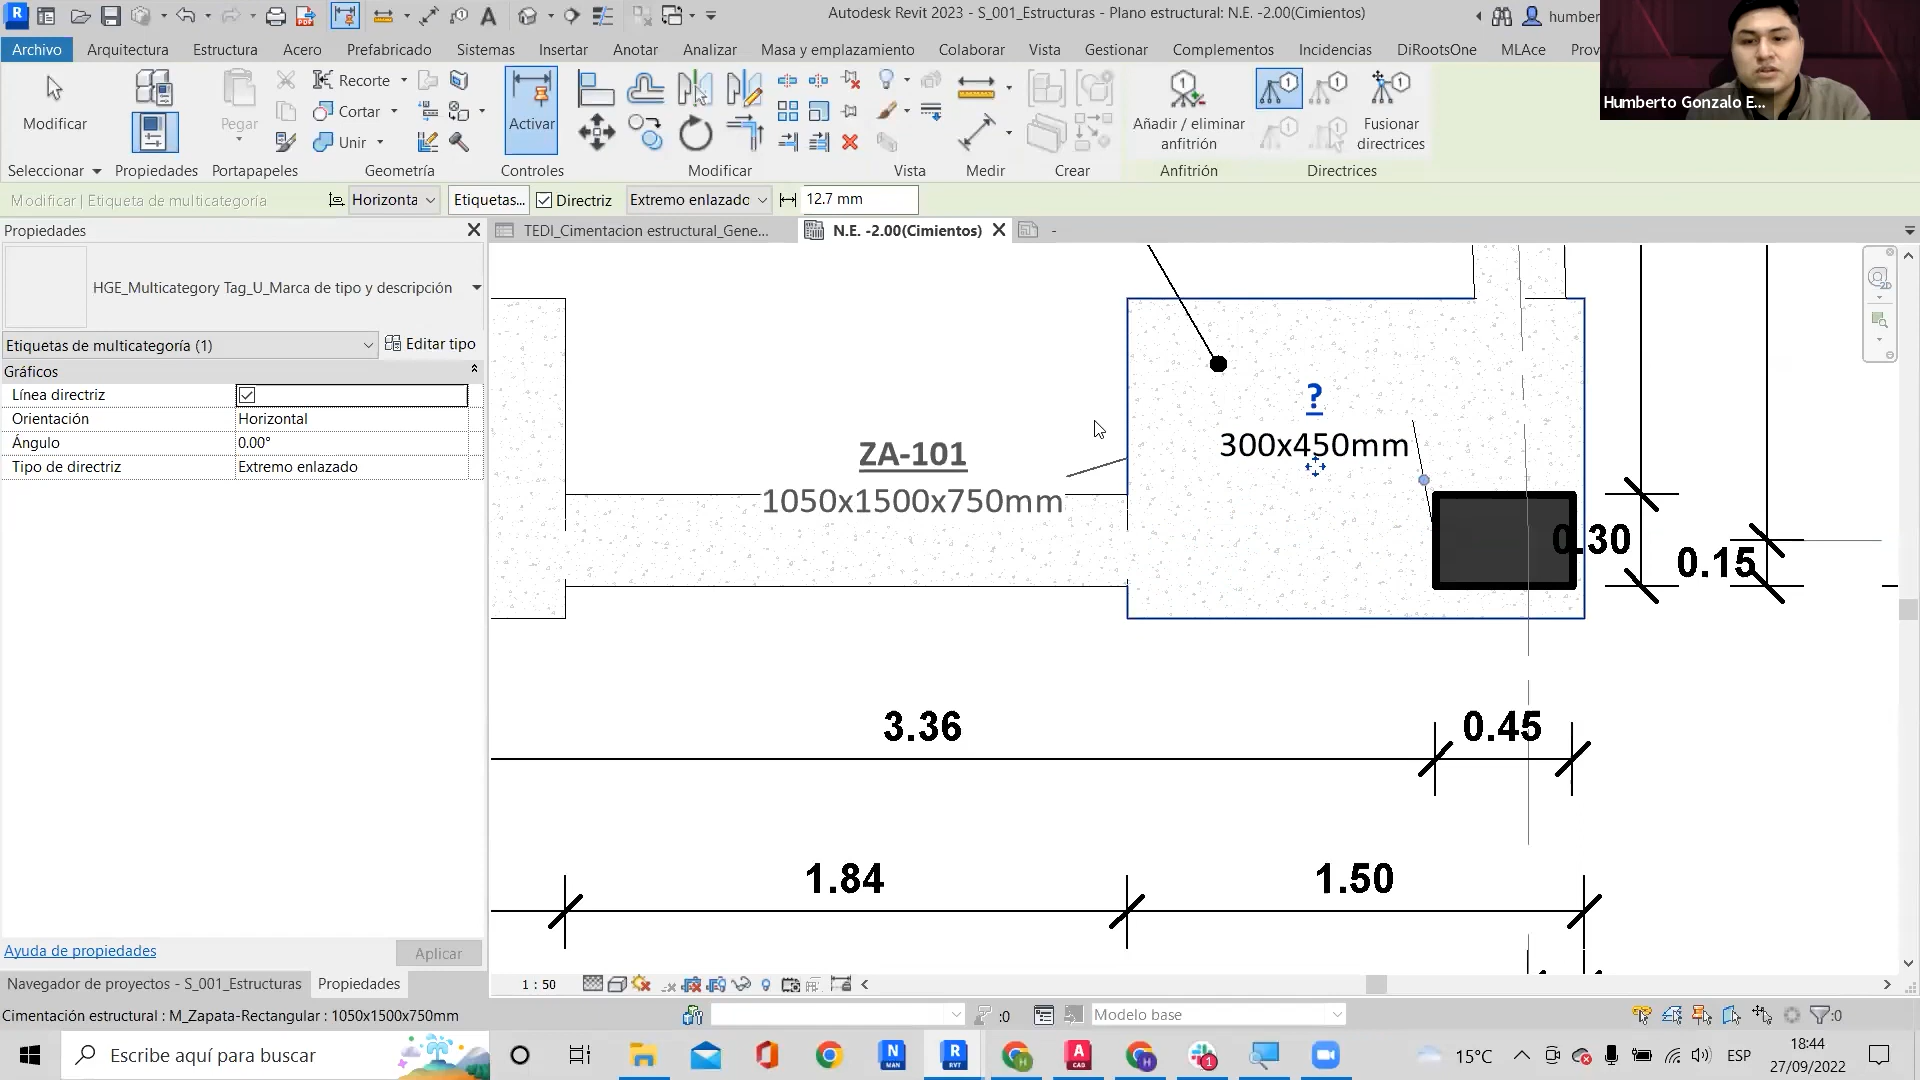 Autodesk Revit 2023 - S_001_Estructuras - Plano estructural: N.E. -2.00(Cimientos)
humber
Archivo
Arquitectura
Estructura
Acero
Prefabricado
Sistemas
Insertar
Anotar
Analizar
Masa y emplazamiento
Colaborar
Vista
Gestionar
Complementos
Incidencias
DiRootsOne
MLAce
Prov
Humberto Gonzalo E...
Modificar
Pegar
Recorte
Cortar
Unir
Activar
Añadir / eliminar
anfitrión
Fusionar
directrices
Seleccionar
Propiedades
Portapapeles
Geometría
Controles
Modificar
Vista
Medir
Crear
Anfitrión
Directrices
Modificar | Etiqueta de multicategoría
Horizonta
Etiquetas...
Directriz
Extremo enlazado
12.7 mm
Propiedades
TEDI_Cimentacion estructural_Gene...
N.E. -2.00(Cimientos)
-
HGE_Multicategory Tag_U_Marca de tipo y descripción
Etiquetas de multicategoría (1)
Editar tipo
Gráficos
Línea directriz
Orientación
Horizontal
Ángulo
0.00°
Tipo de directriz
Extremo enlazado
?
300x450mm
ZA-101
1050x1500x750mm
0.30
0.15
3.36
0.45
1.84
1.50
Ayuda de propiedades
Aplicar
Navegador de proyectos - S_001_Estructuras
Propiedades
1 : 50
Cimentación estructural : M_Zapata-Rectangular : 1050x1500x750mm
:0
Modelo base
:0
Escribe aquí para buscar
15°C
ESP
18:44
27/09/2022